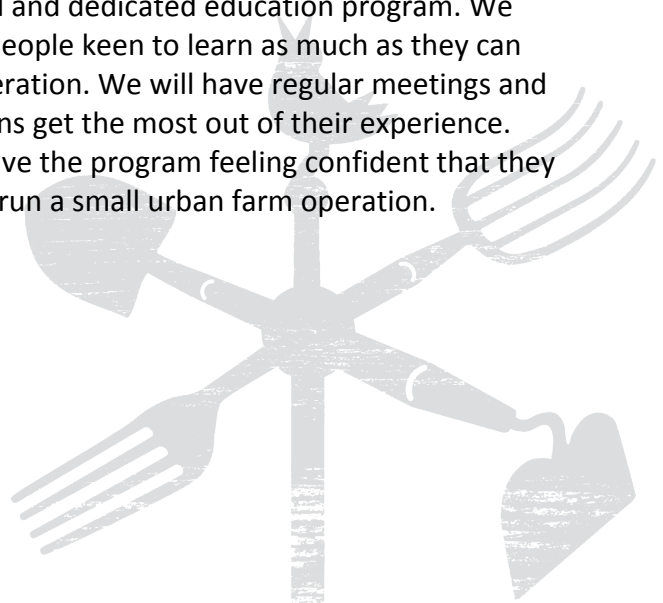 and dedicated education program. We
eople keen to learn as much as they can
eration. We will have regular meetings and
ns get the most out of their experience.
ve the program feeling confident that they
run a small urban farm operation.